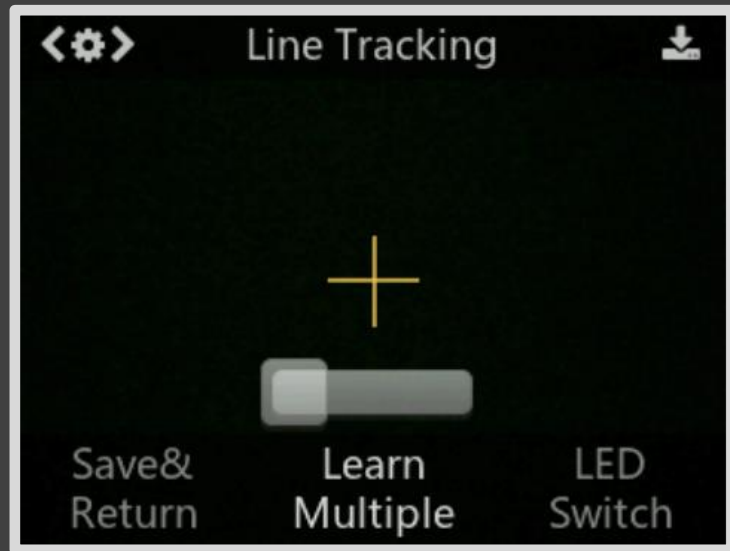 Line Tracking
Save&
Return
Learn
Multiple
LED
Switch